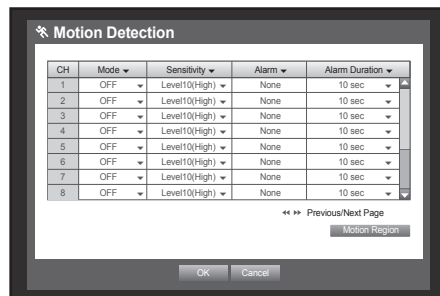 Motion Detection
CH Mode Sensitivity Alarm Alarm Duration
1 OFF Level10(High) None 10 sec
2 OFF Level10(High) None 10 sec
3 OFF Level10(High) None 10 sec
4 OFF Level10(High) None 10 sec
5 OFF Level10(High) None 10 sec
6 OFF Level10(High) None 10 sec
7 OFF Level10(High) None 10 sec
8 OFF Level10(High) None 10 sec
Previous/Next Page
Motion Region
OK Cancel